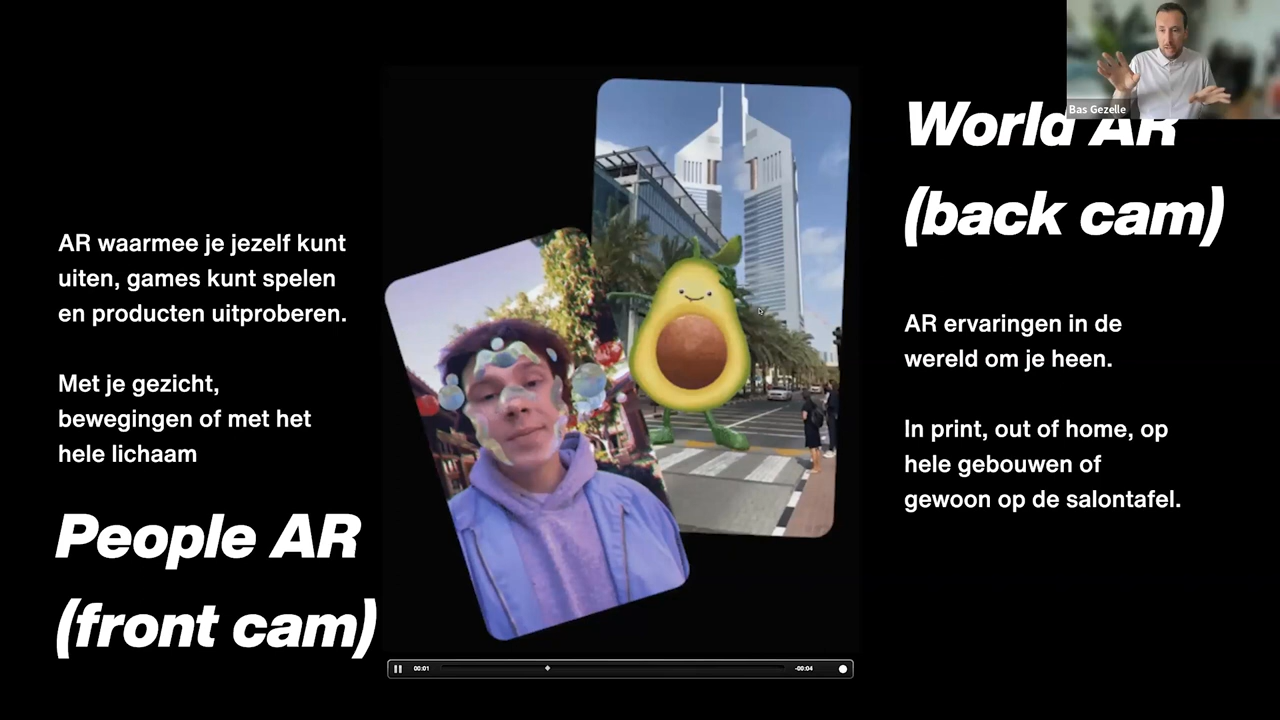 AR waarmee je jezelf kunt
uiten, games kunt spelen
en producten uitproberen.
Met je gezicht,
bewegingen of met het
hele lichaam
People AR
(front cam)
00:01
-00:04
Bas Gezelle
World AR
(back cam)
AR ervaringen in de
wereld om je heen.
In print, out of home, op
hele gebouwen of
gewoon op de salontafel.